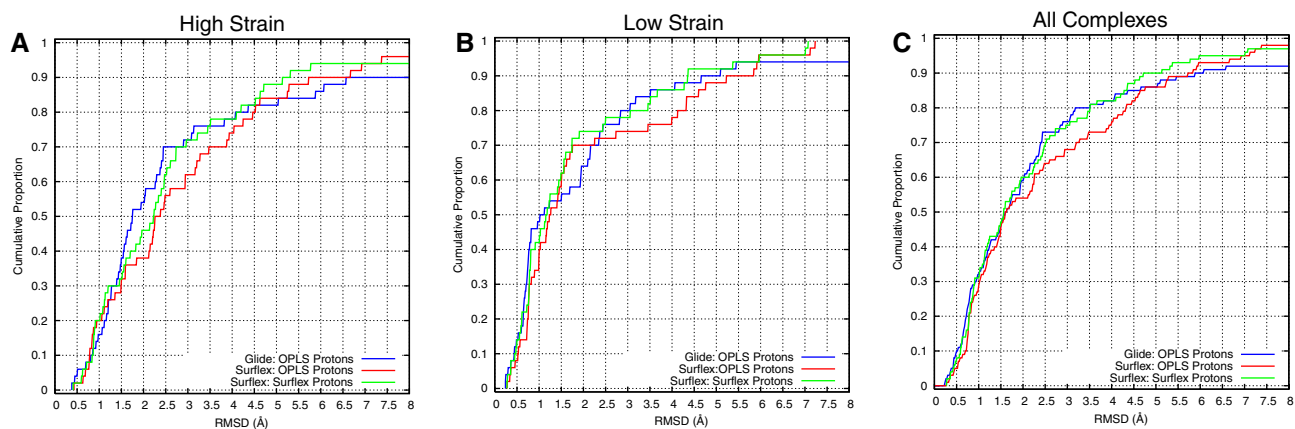 High Strain
A
Cumulative Proportion
1
0.9
0.8
0.7
0.6
0.5
0.4
0.3
0.2
0.1
0
Glide: OPLS Protons
Surflex: OPLS Protons
Surflex: Surflex Protons
0 0.5 1 1.5 2 2.5 3 3.5 4 4.5 5 5.5 6 6.5 7 7.5 8
RMSD (Å)
Low Strain
B
Cumulative Proportion
1
0.9
0.8
0.7
0.6
0.5
0.4
0.3
0.2
0.1
0
Glide: OPLS Protons
Surflex:OPLS Protons
Surflex: Surflex Protons
0 0.5 1 1.5 2 2.5 3 3.5 4 4.5 5 5.5 6 6.5 7 7.5 8
RMSD (Å)
All Complexes
C
Cumulative Proportion
1
0.9
0.8
0.7
0.6
0.5
0.4
0.3
0.2
0.1
0
Glide: OPLS Protons
Surflex: OPLS Protons
Surflex: Surflex Protons
0 0.5 1 1.5 2 2.5 3 3.5 4 4.5 5 5.5 6 6.5 7 7.5 8
RMSD (Å)